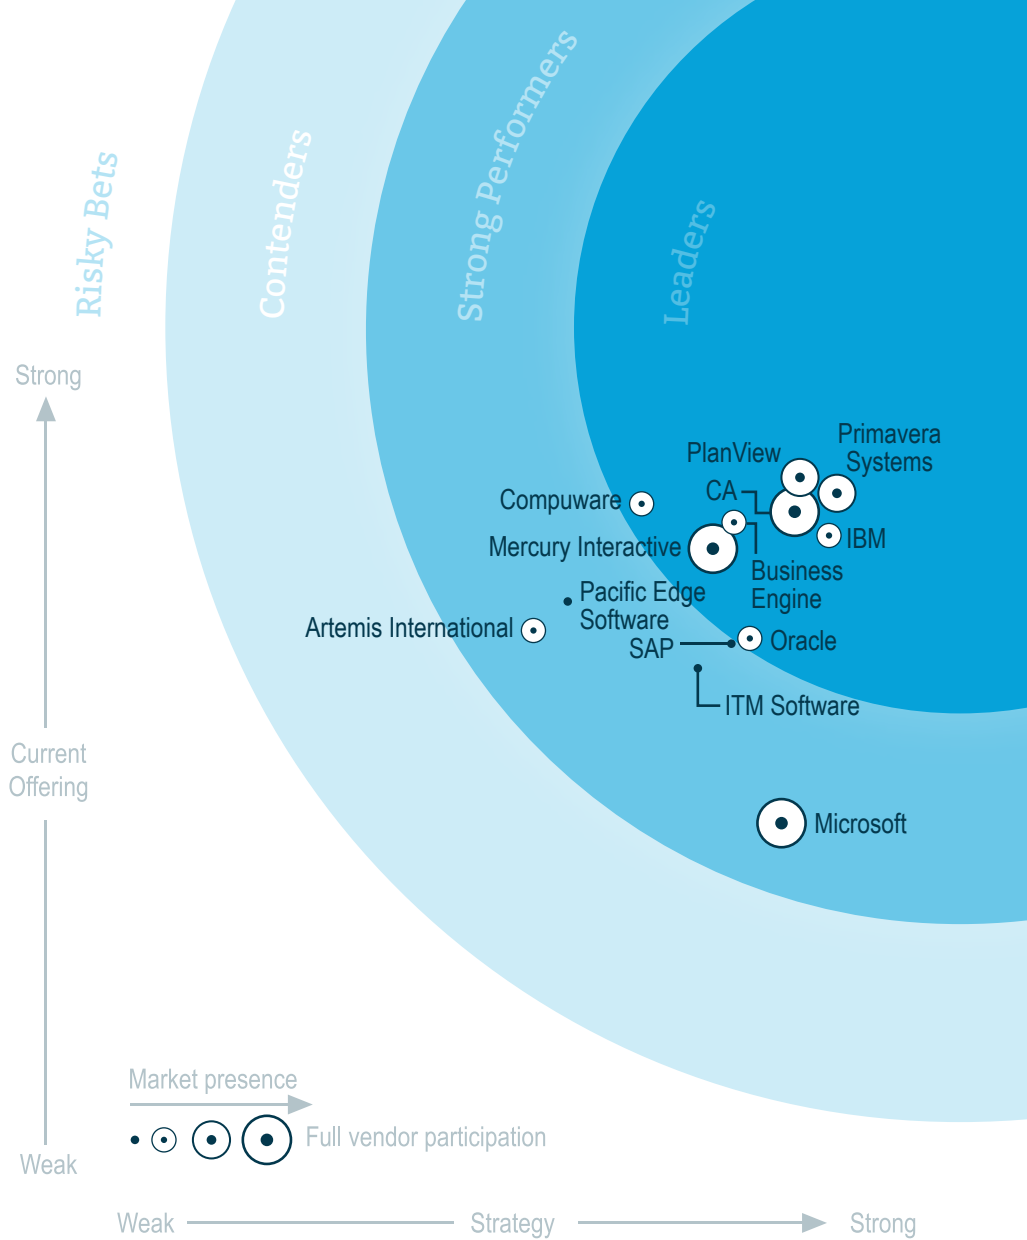 Risky Bets
Contenders
Strong Performers
Leaders
Strong
Primavera
Systems
PlanView
CA
Compuware
Mercury Interactive
IBM
Business
Engine
Pacific Edge
Software
Artemis International
SAP
Oracle
ITM Software
Current
Offering
Microsoft
Market presence
Full vendor participation
Weak
Weak
Strategy
Strong